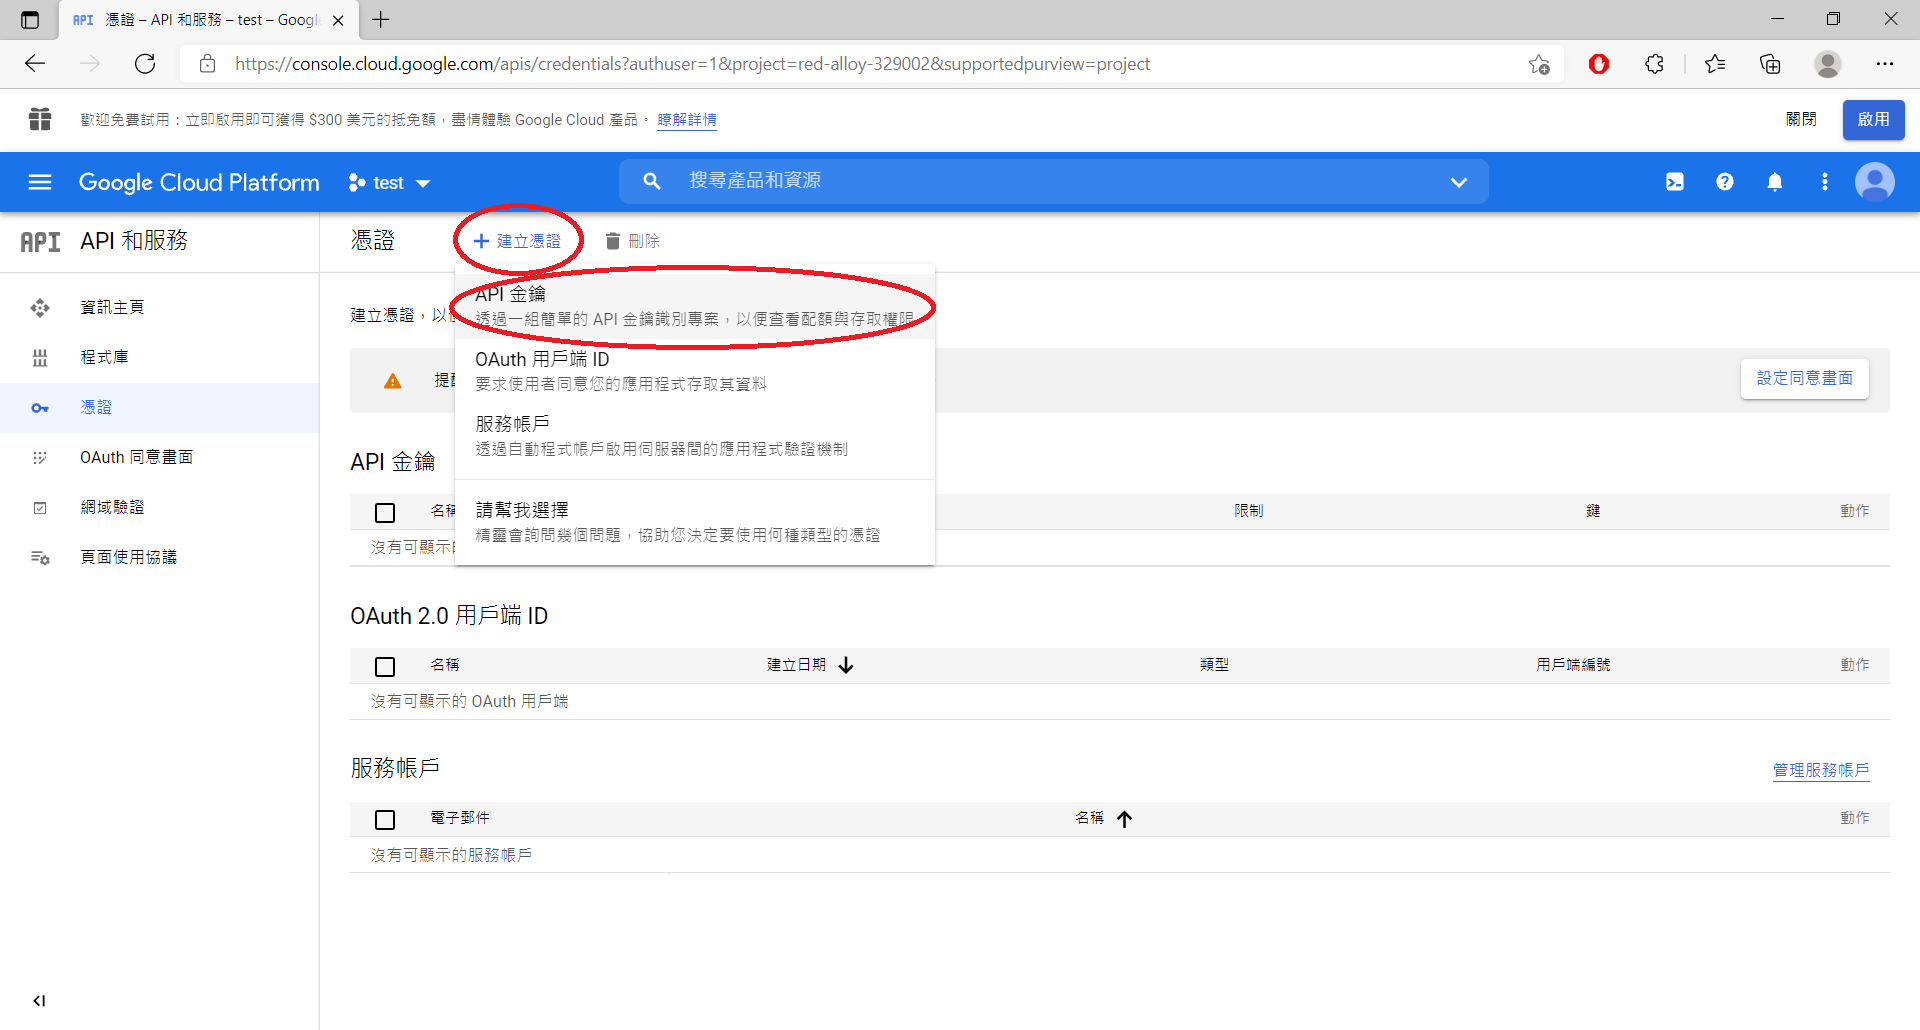 API 憑證 – API 和服務 – test – Google
https://console.cloud.google.com/apis/credentials?authuser=1&project=red-alloy-329002&supportedpurview=project
歡迎免費試用：立即啟用即可獲得 $300 美元的抵免額，盡情體驗 Google Cloud 產品。 瞭解詳情
關閉
啟用
Google Cloud Platform
test
搜尋產品和資源
API API 和服務
憑證
建立憑證
刪除
資訊主頁
程式庫
憑證
OAuth 同意畫面
網域驗證
頁面使用協議
API 金鑰
透過一組簡單的 API 金鑰識別專案，以便查看配額與存取權限
OAuth 用戶端 ID
要求使用者同意您的應用程式存取其資料
服務帳戶
透過自動程式帳戶啟用伺服器間的應用程式驗證機制
請幫我選擇
精靈會詢問幾個問題，協助您決定要使用何種類型的憑證
建立憑證，以
提
設定同意畫面
API 金鑰
名稱 限制 鍵 動作
沒有可顯示
OAuth 2.0 用戶端 ID
名稱 建立日期 類型 用戶端編號 動作
沒有可顯示的 OAuth 用戶端
服務帳戶
管理服務帳戶
電子郵件 名稱 動作
沒有可顯示的服務帳戶